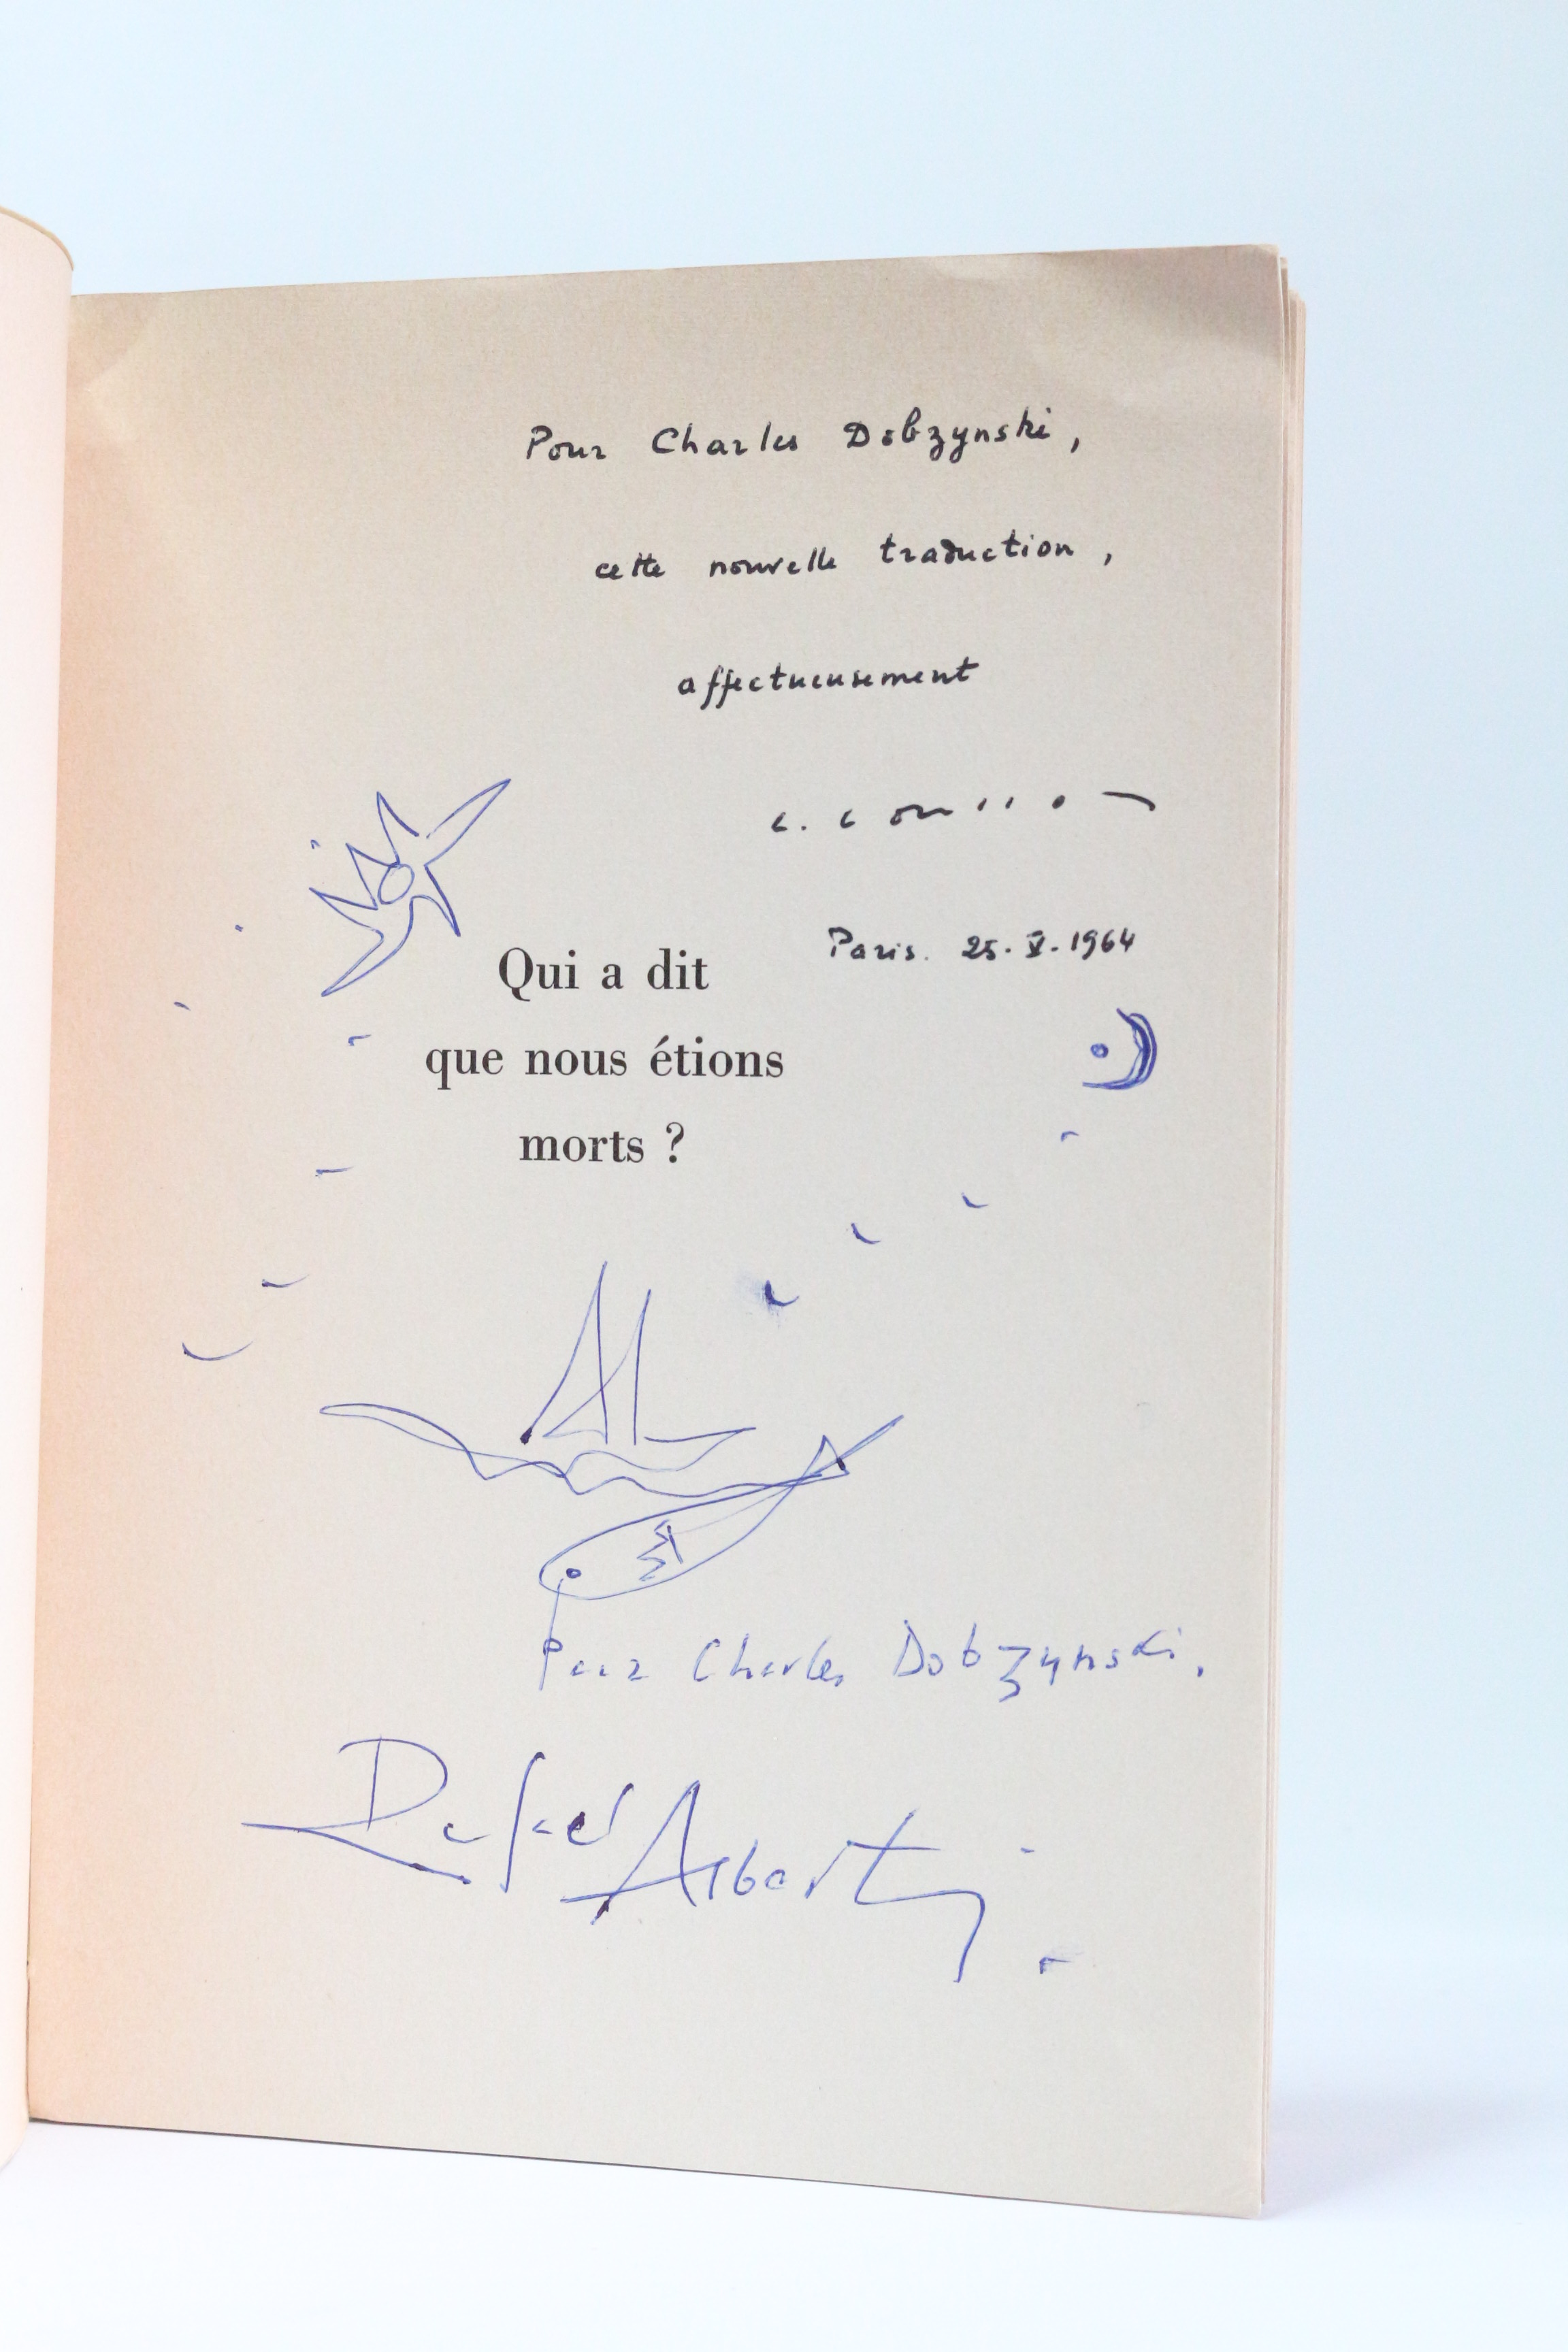 Pour Charles Dobzynski,
cette nouvelle traduction,
affectueusement
Paris. 25. V. 1964
Qui a dit
que nous étions
morts ?
Pour Charles Dobzynski,
Rafael Alberti